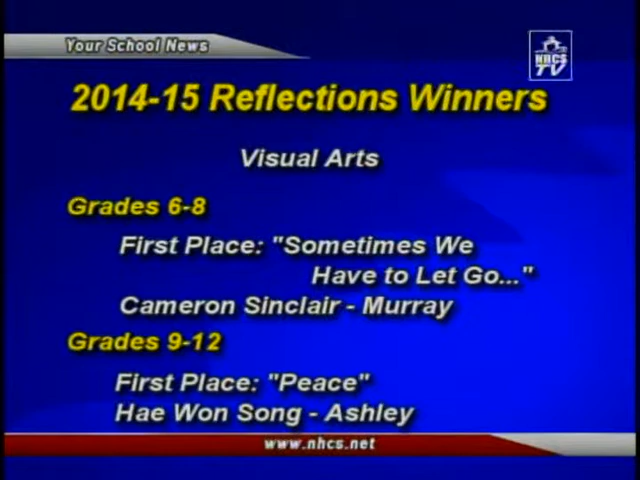 Your School News
NHCS
TV
2014-15 Reflections Winners
Visual Arts
Grades 6-8
First Place: "Sometimes We
Have to Let Go..."
Cameron Sinclair - Murray
Grades 9-12
First Place: "Peace"
Hae Won Song - Ashley
www.nhcs.net